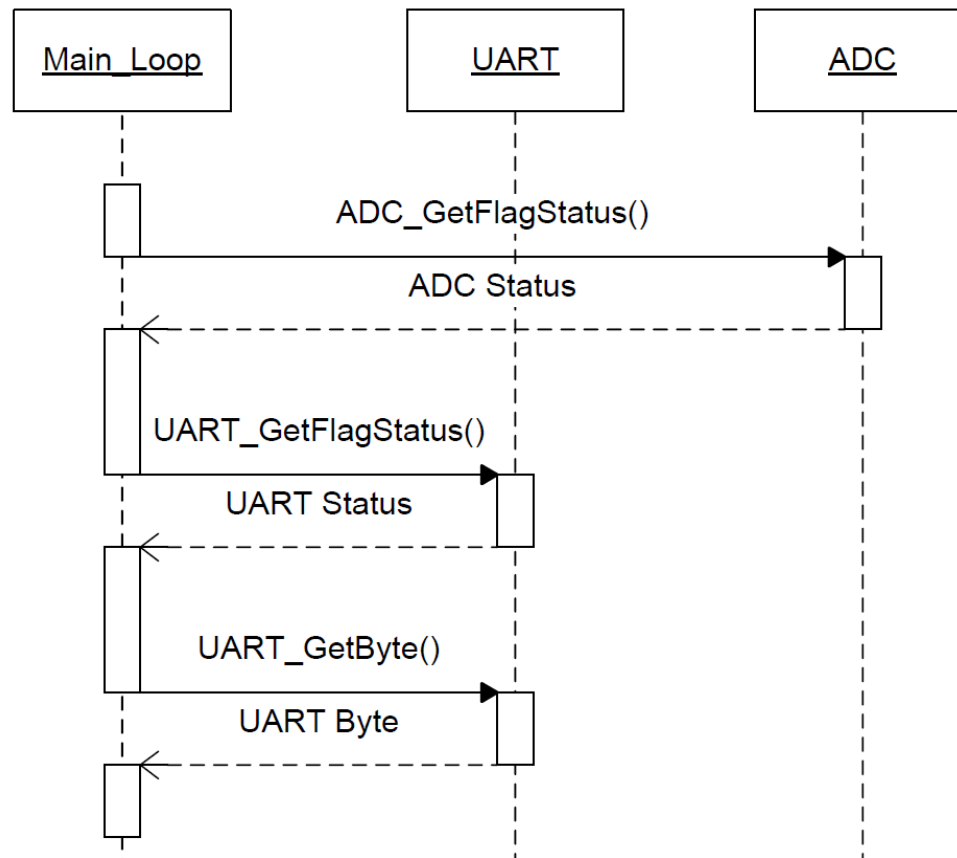 Main_Loop
UART
ADC
ADC_GetFlagStatus()
ADC Status
UART_GetFlagStatus()
UART Status
UART_GetByte()
UART Byte